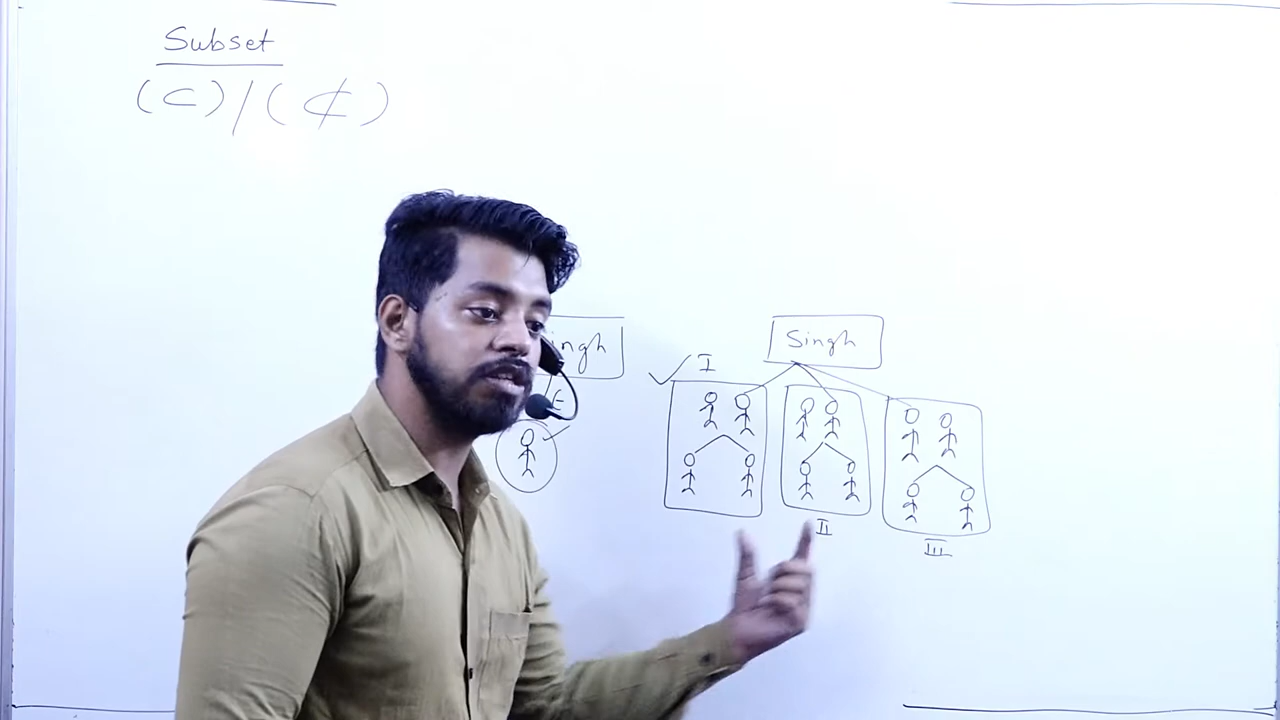 Subset
(⊂)/(⊄)
Singh
I
∈
II
III